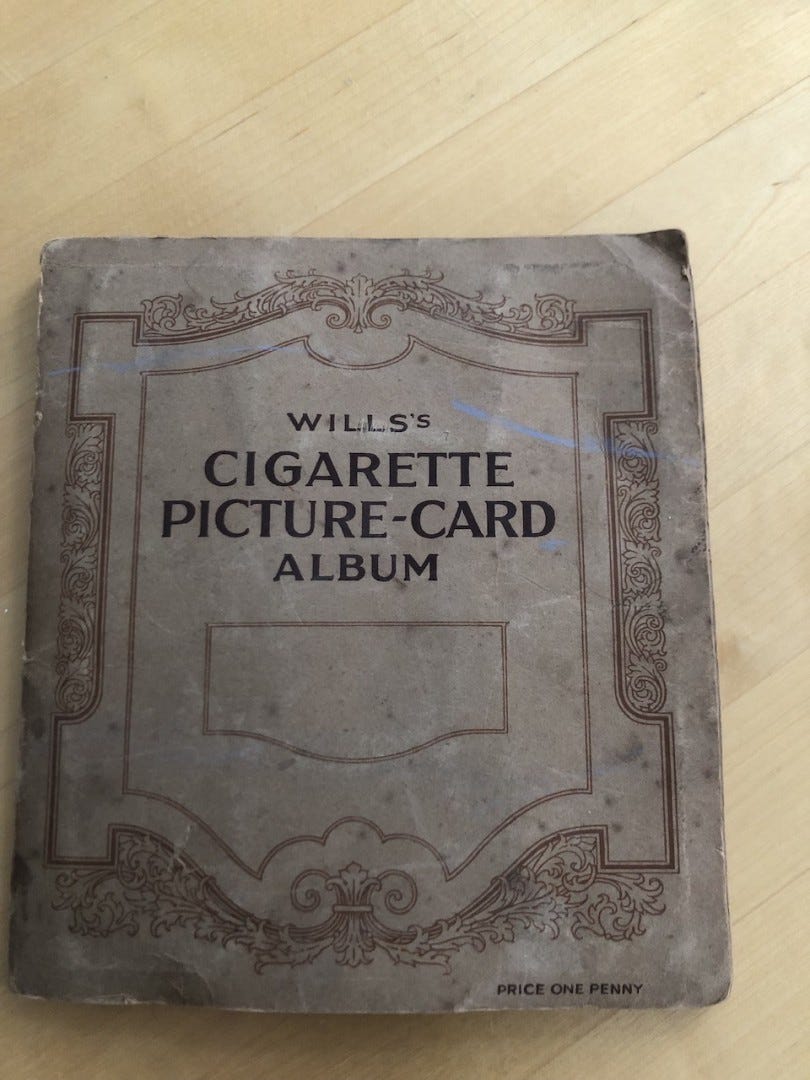 WILLS'S
CIGARETTE
PICTURE-CARD
ALBUM
PRICE ONE PENNY